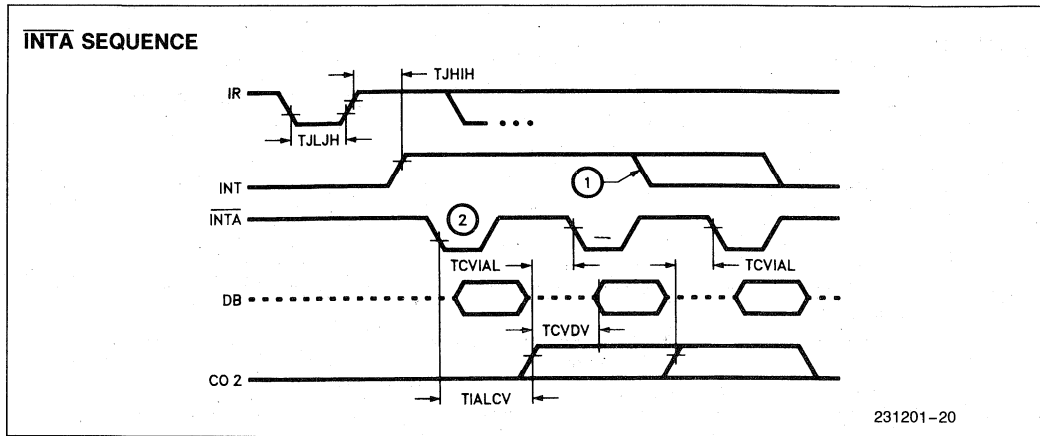 INTA SEQUENCE
TJHIH
IR
TJLJH
1
INT
INTA
2
TCVIAL
TCVIAL
DB
TCVDV
CO 2
TIALCV
231201-20